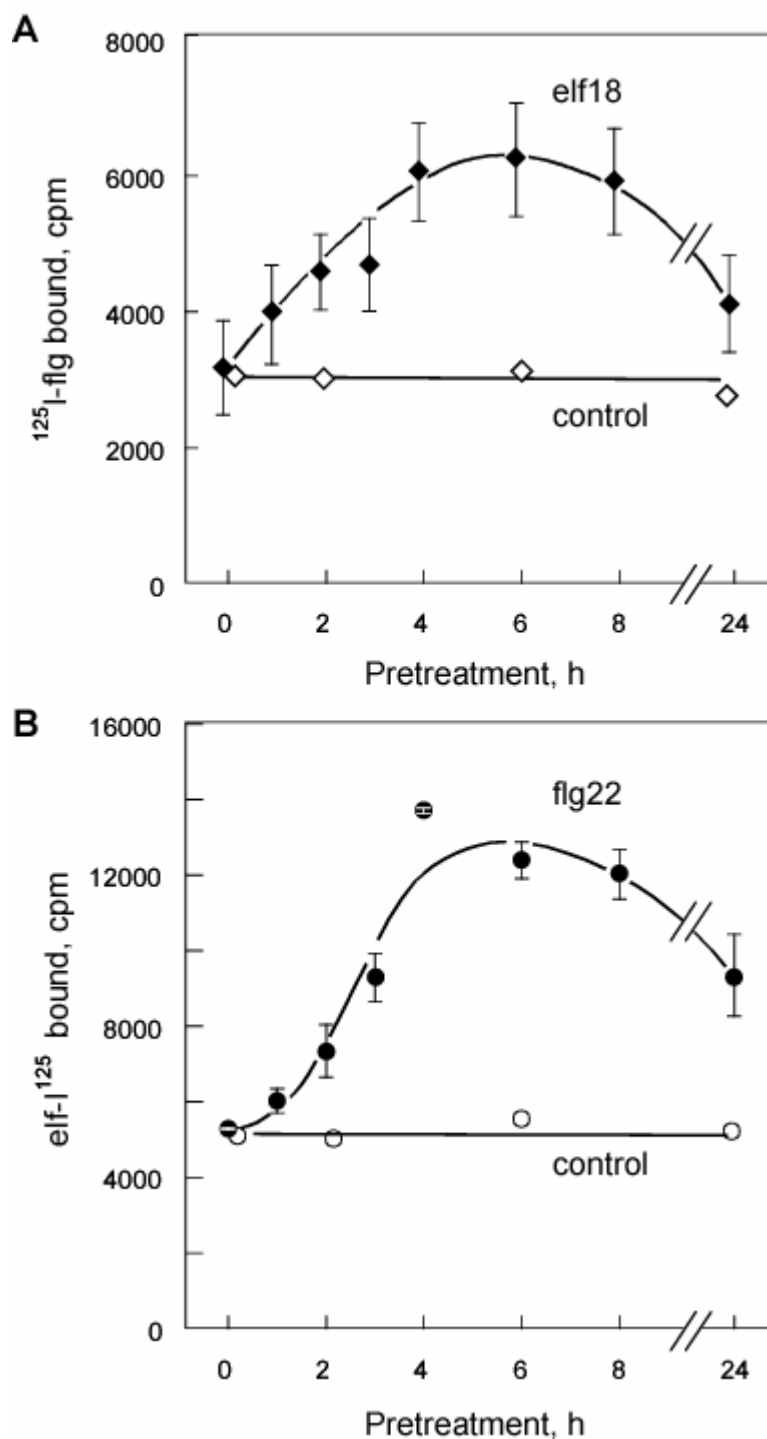 A
8000
6000
4000
2000
0
¹²⁵I-flg bound, cpm
elf18
control
0 2 4 6 8 24
Pretreatment, h
B
16000
12000
8000
4000
0
elf-I¹²⁵ bound, cpm
flg22
control
0 2 4 6 8 24
Pretreatment, h